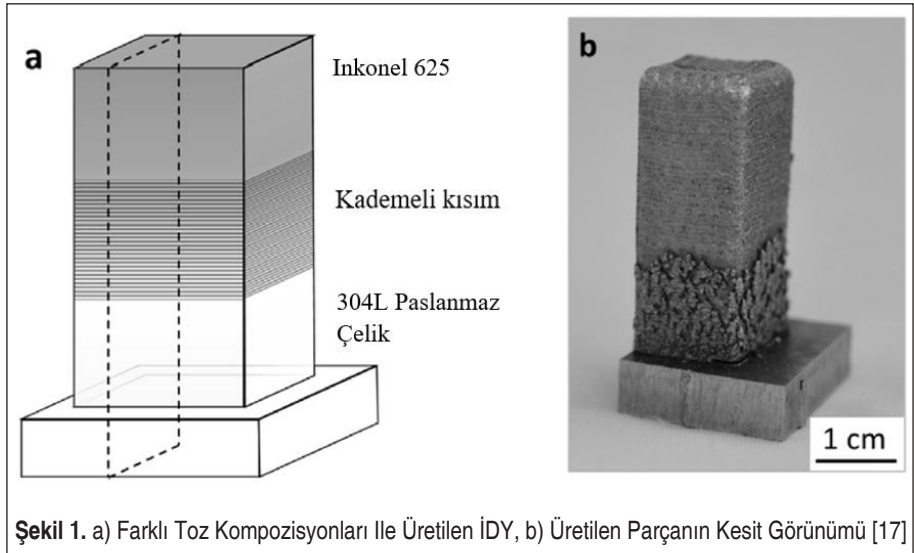 a
Inkonel 625
Kademeli kısım
304L Paslanmaz
Çelik
b
1 cm
Şekil 1. a) Farklı Toz Kompozisyonları Ile Üretilen İDY, b) Üretilen Parçanın Kesit Görünümü [17]